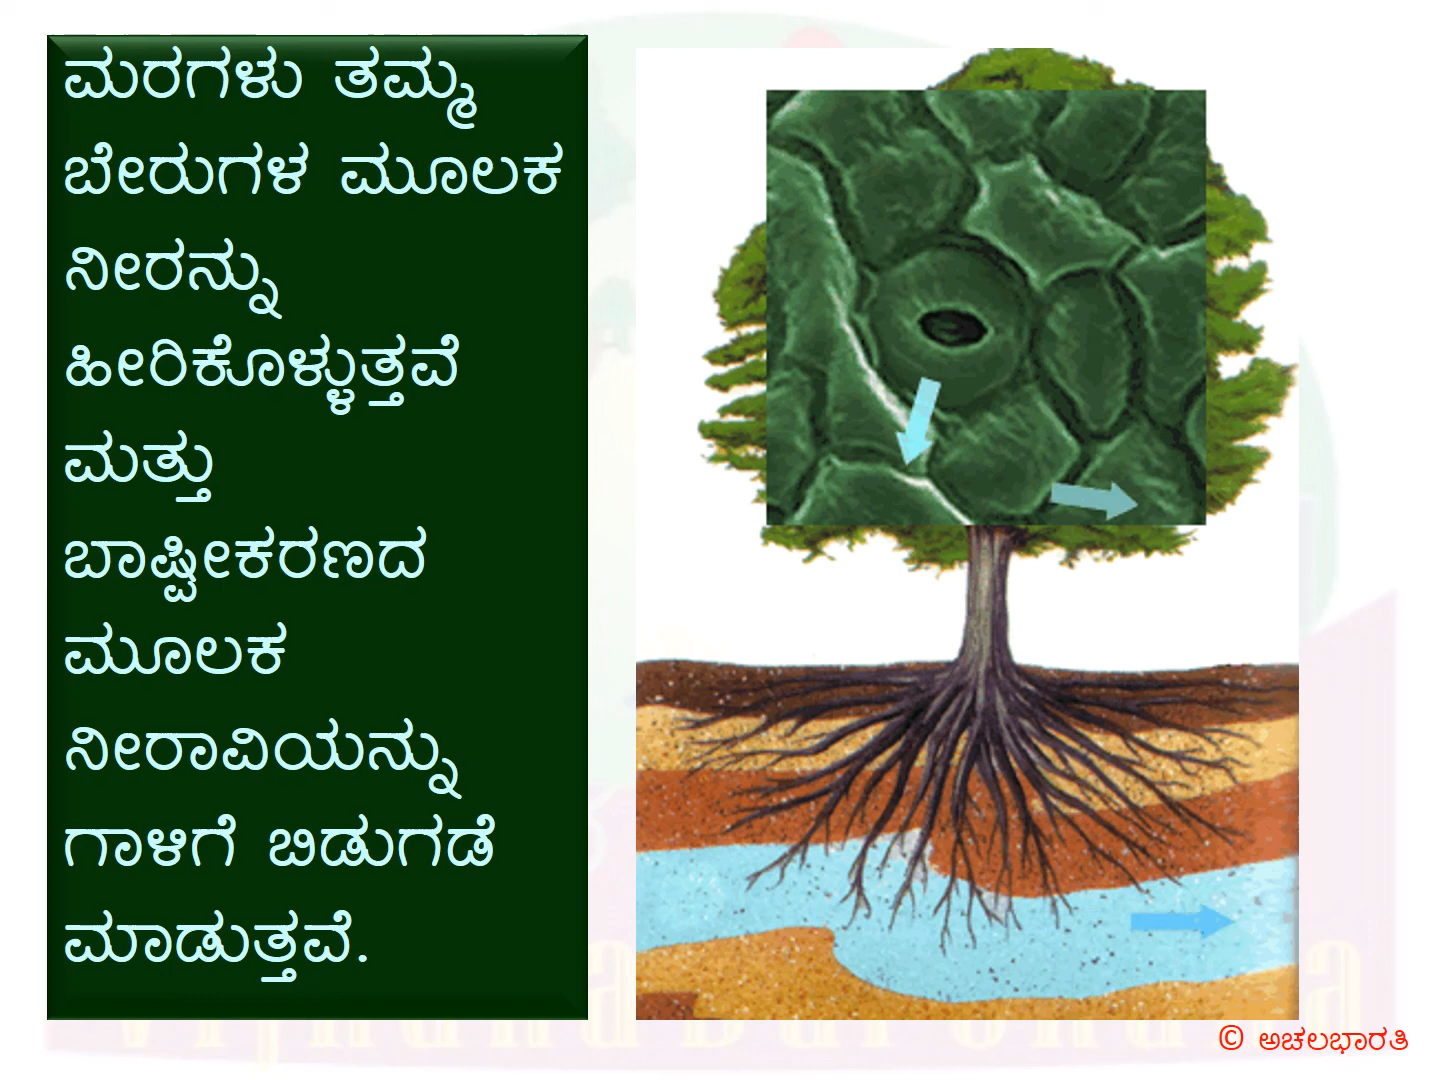 ಮರಗಳು ತಮ್ಮ
ಬೇರುಗಳ ಮೂಲಕ
ನೀರನ್ನು
ಹೀರಿಕೊಳ್ಳುತ್ತವೆ
ಮತ್ತು
ಬಾಷ್ಪೀಕರಣದ
ಮೂಲಕ
ನೀರಾವಿಯನ್ನು
ಗಾಳಿಗೆ ಬಿಡುಗಡೆ
ಮಾಡುತ್ತವೆ.
© ಅಚಲಭಾರತಿ